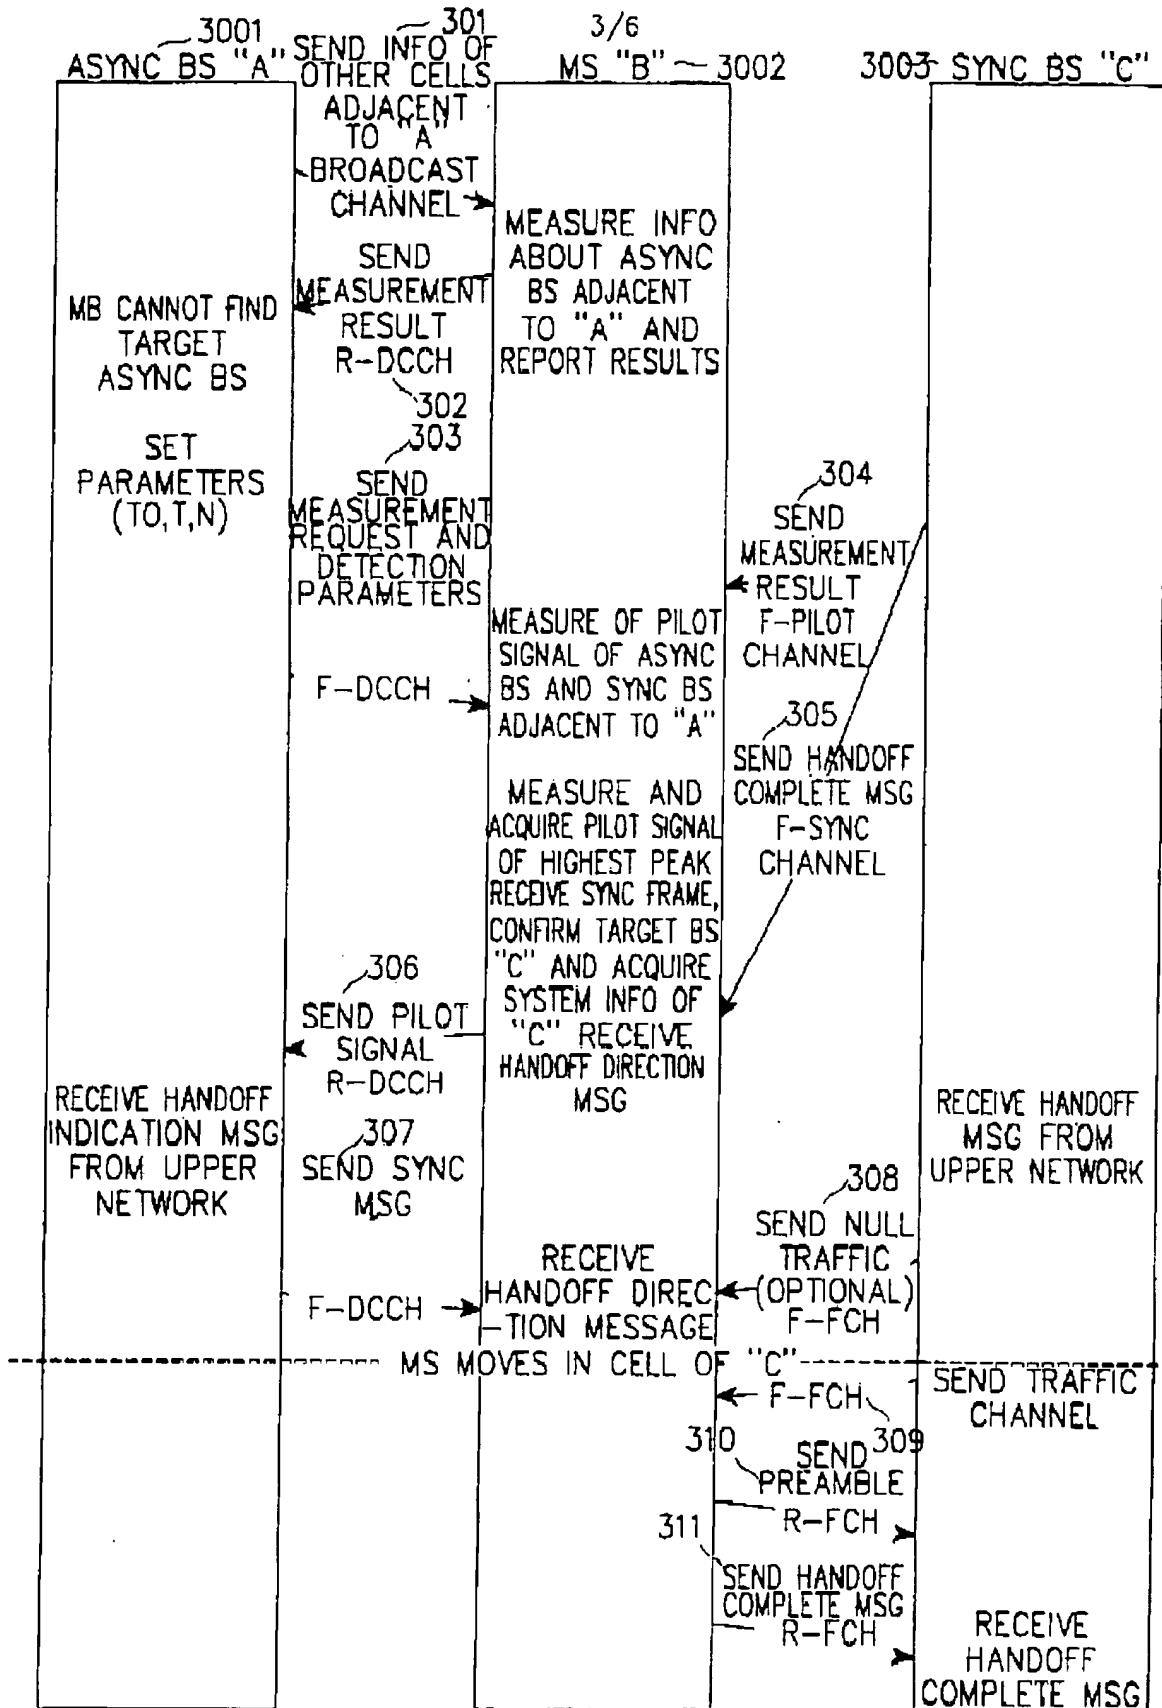 3/6
ASYNC BS "A"
3001
301
SEND INFO OF
OTHER CELLS
ADJACENT
TO "A"
BROADCAST
CHANNEL
MS "B"
3002
3003
SYNC BS "C"
MEASURE INFO
ABOUT ASYNC
BS ADJACENT
TO "A" AND
REPORT RESULTS
SEND
MEASUREMENT
RESULT
R-DCCH
302
MB CANNOT FIND
TARGET
ASYNC BS
SET
PARAMETERS
(TO,T,N)
303
SEND
MEASUREMENT
REQUEST AND
DETECTION
PARAMETERS
F-DCCH
304
SEND
MEASUREMENT
RESULT
F-PILOT
CHANNEL
MEASURE OF PILOT
SIGNAL OF ASYNC
BS AND SYNC BS
ADJACENT TO "A"
305
SEND HANDOFF
COMPLETE MSG
F-SYNC
CHANNEL
MEASURE AND
ACQUIRE PILOT SIGNAL
OF HIGHEST PEAK
RECEIVE SYNC FRAME,
CONFIRM TARGET BS
"C" AND ACQUIRE
SYSTEM INFO OF
"C" RECEIVE
HANDOFF DIRECTION
MSG
306
SEND PILOT
SIGNAL
R-DCCH
RECEIVE HANDOFF
INDICATION MSG
FROM UPPER
NETWORK
307
SEND SYNC
MSG
F-DCCH
RECEIVE HANDOFF
MSG FROM
UPPER NETWORK
308
SEND NULL
TRAFFIC
(OPTIONAL)
F-FCH
RECEIVE
HANDOFF DIREC
-TION MESSAGE
MS MOVES IN CELL OF "C"
SEND TRAFFIC
CHANNEL
F-FCH
309
310
SEND
PREAMBLE
R-FCH
311
SEND HANDOFF
COMPLETE MSG
R-FCH
RECEIVE
HANDOFF
COMPLETE MSG